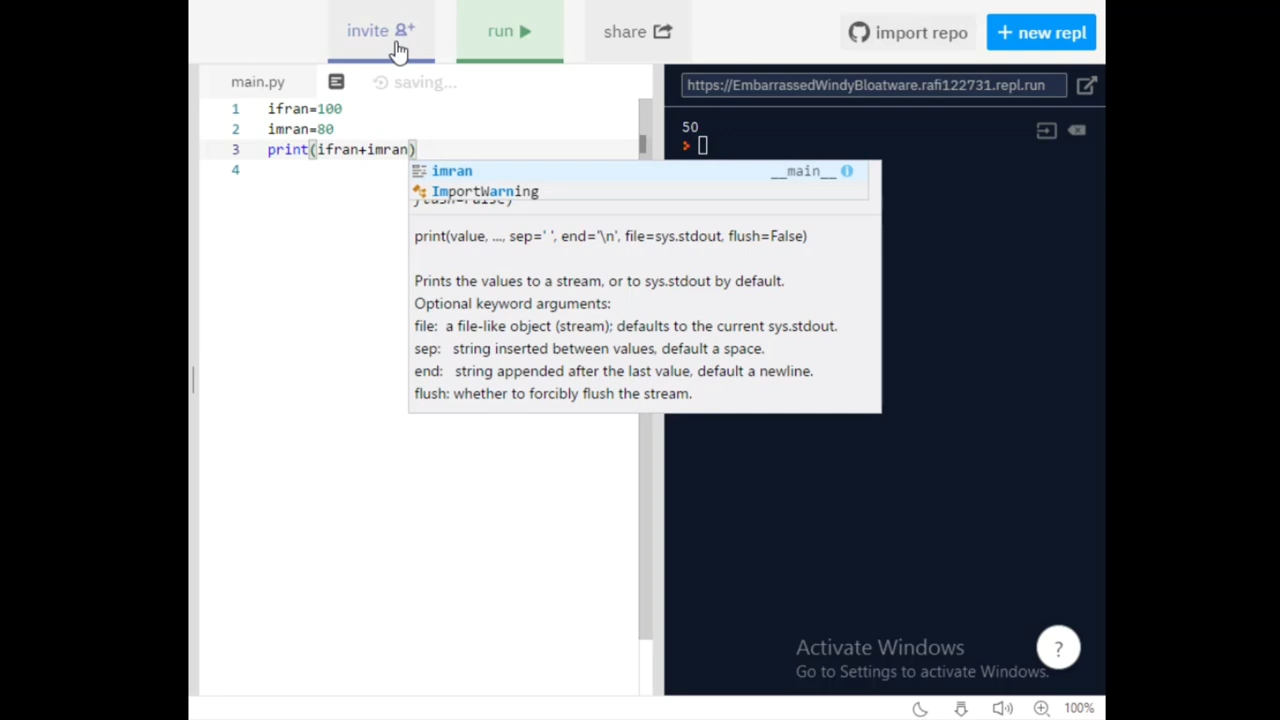 invite
run
share
import repo
+ new repl
main.py
saving...
https://EmbarrassedWindyBloatware.rafi122731.repl.run
1 ifran=100
2 imran=80
3 print(ifran+imran)
4
50
imran __main__
ImportWarning
flush=False)
print(value, ..., sep=' ', end='\n', file=sys.stdout, flush=False)
Prints the values to a stream, or to sys.stdout by default.
Optional keyword arguments:
file: a file-like object (stream); defaults to the current sys.stdout.
sep: string inserted between values, default a space.
end: string appended after the last value, default a newline.
flush: whether to forcibly flush the stream.
Activate Windows
Go to Settings to activate Windows.
?
100%